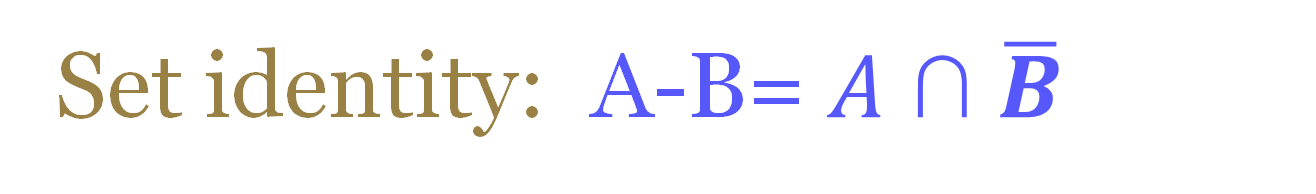 Set identity: A-B= A ∩ B̅